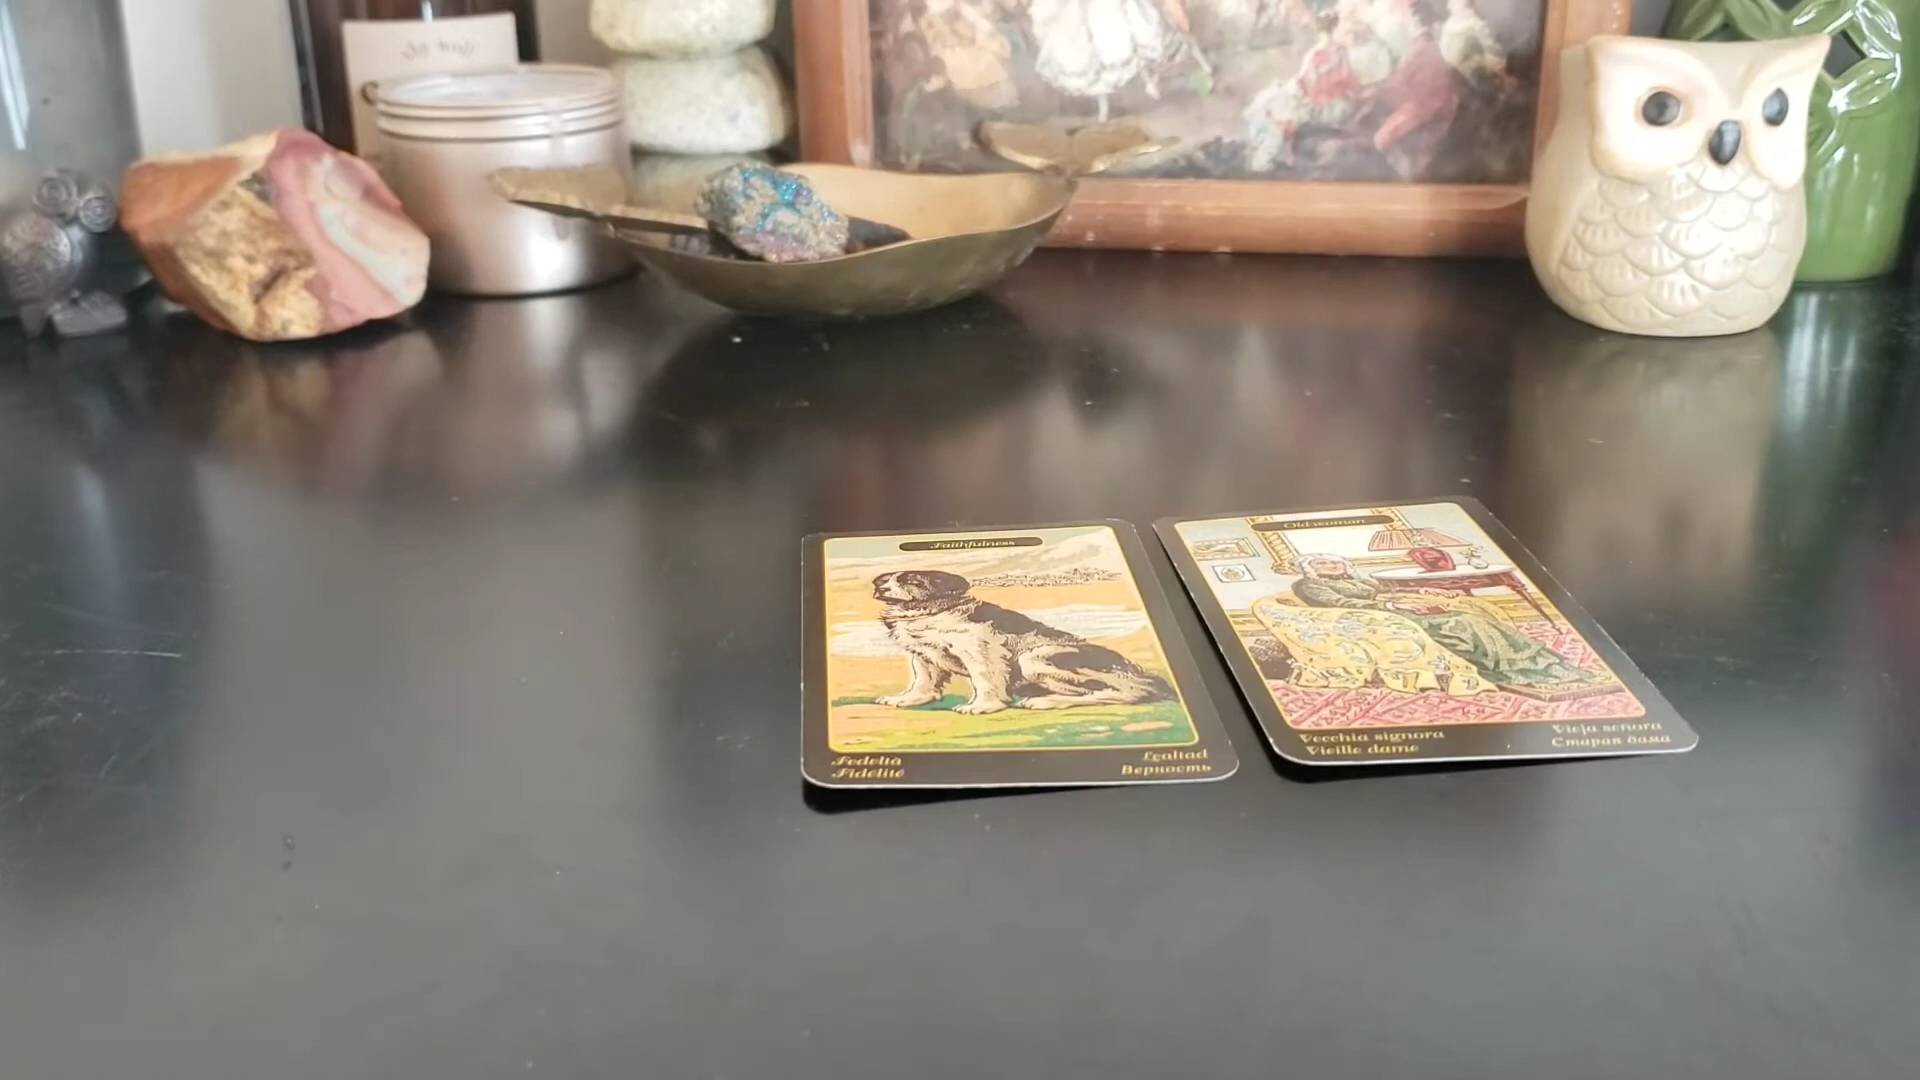 Faithfulness
Fedeltà
Fidélité
Lealtad
Верность
Old woman
Vecchia signora
Vieille dame
Vieja señora
Старая дама